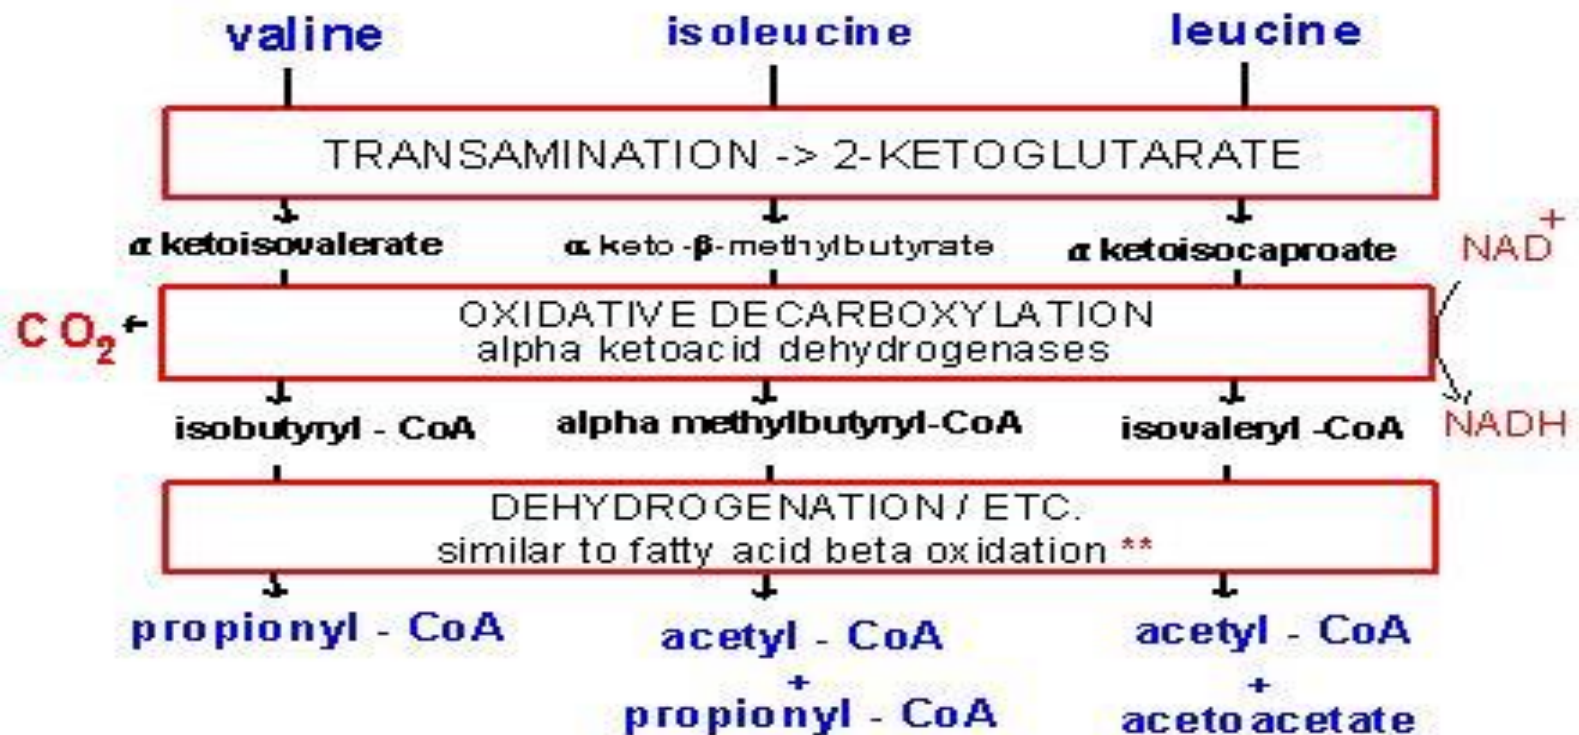 valine isoleucine leucine
TRANSAMINATION -> 2-KETOGLUTARATE
α ketoisovalerate α keto-β-methylbutyrate α ketoisocaproate NAD+
OXIDATIVE DECARBOXYLATION
alpha ketoacid dehydrogenases
CO2
isobutyryl - CoA alpha methylbutyryl-CoA isovaleryl -CoA NADH
DEHYDROGENATION / ETC.
similar to fatty acid beta oxidation **
propionyl - CoA acetyl - CoA acetyl - CoA
+ +
propionyl - CoA acetoacetate